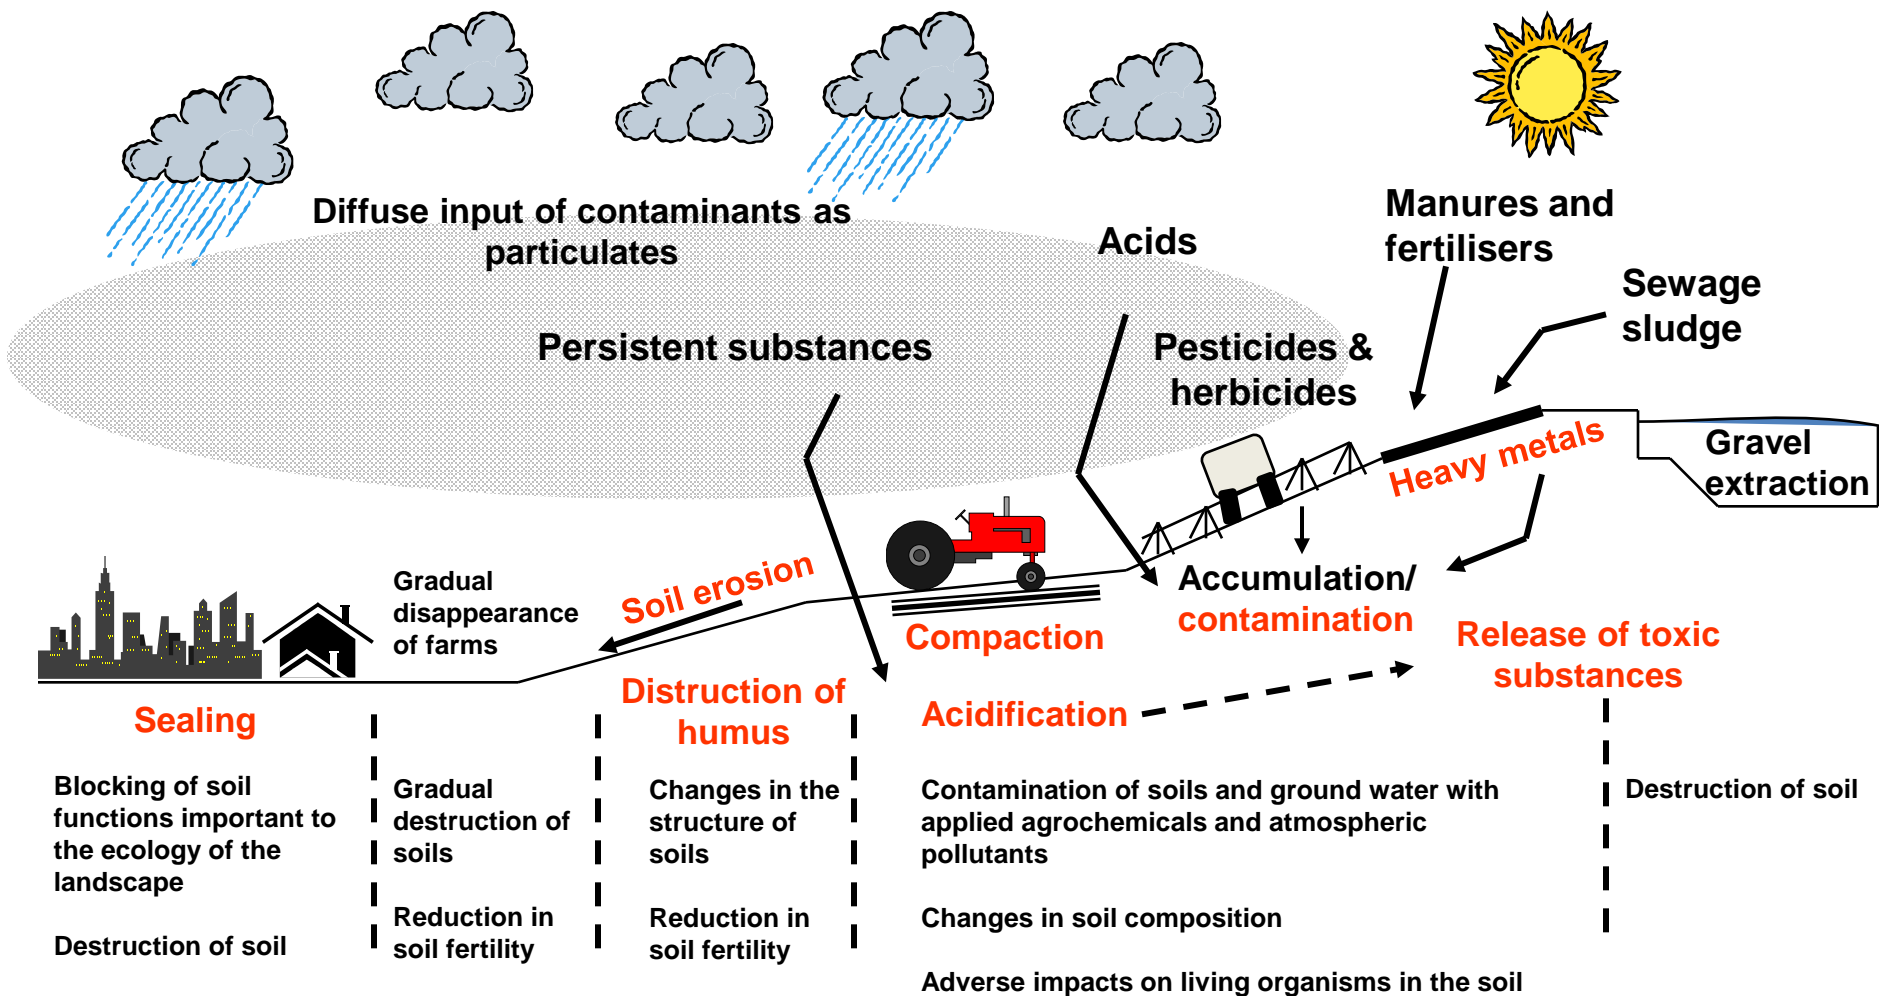 Diffuse input of contaminants as
particulates
Acids
Manures and
fertilisers
Sewage
sludge
Persistent substances
Pesticides &
herbicides
Heavy metals
Gravel
extraction
Gradual
disappearance
of farms
Soil erosion
Compaction
Accumulation/
contamination
Release of toxic
substances
Sealing
Distruction of
humus
Acidification
Blocking of soil
functions important to
the ecology of the
landscape
Destruction of soil
Gradual
destruction of
soils
Reduction in
soil fertility
Changes in the
structure of
soils
Reduction in
soil fertility
Contamination of soils and ground water with
applied agrochemicals and atmospheric
pollutants
Changes in soil composition
Adverse impacts on living organisms in the soil
Destruction of soil